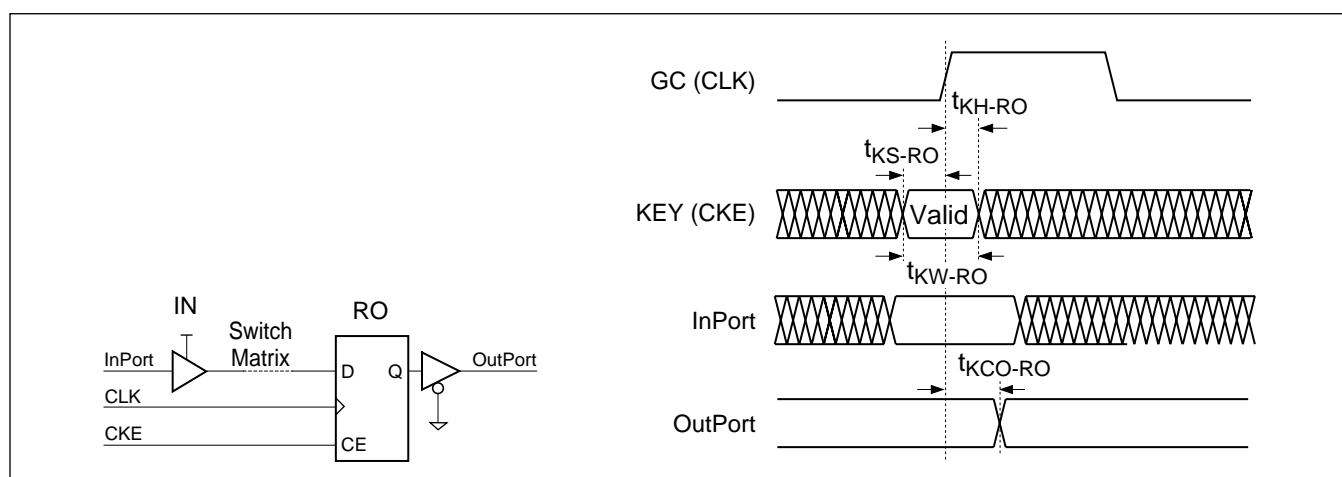 IN
Switch
Matrix
RO
InPort
D
Q
OutPort
CLK
CKE
CE
GC (CLK)
tKH-RO
tKS-RO
KEY (CKE)
Valid
tKW-RO
InPort
tKCO-RO
OutPort